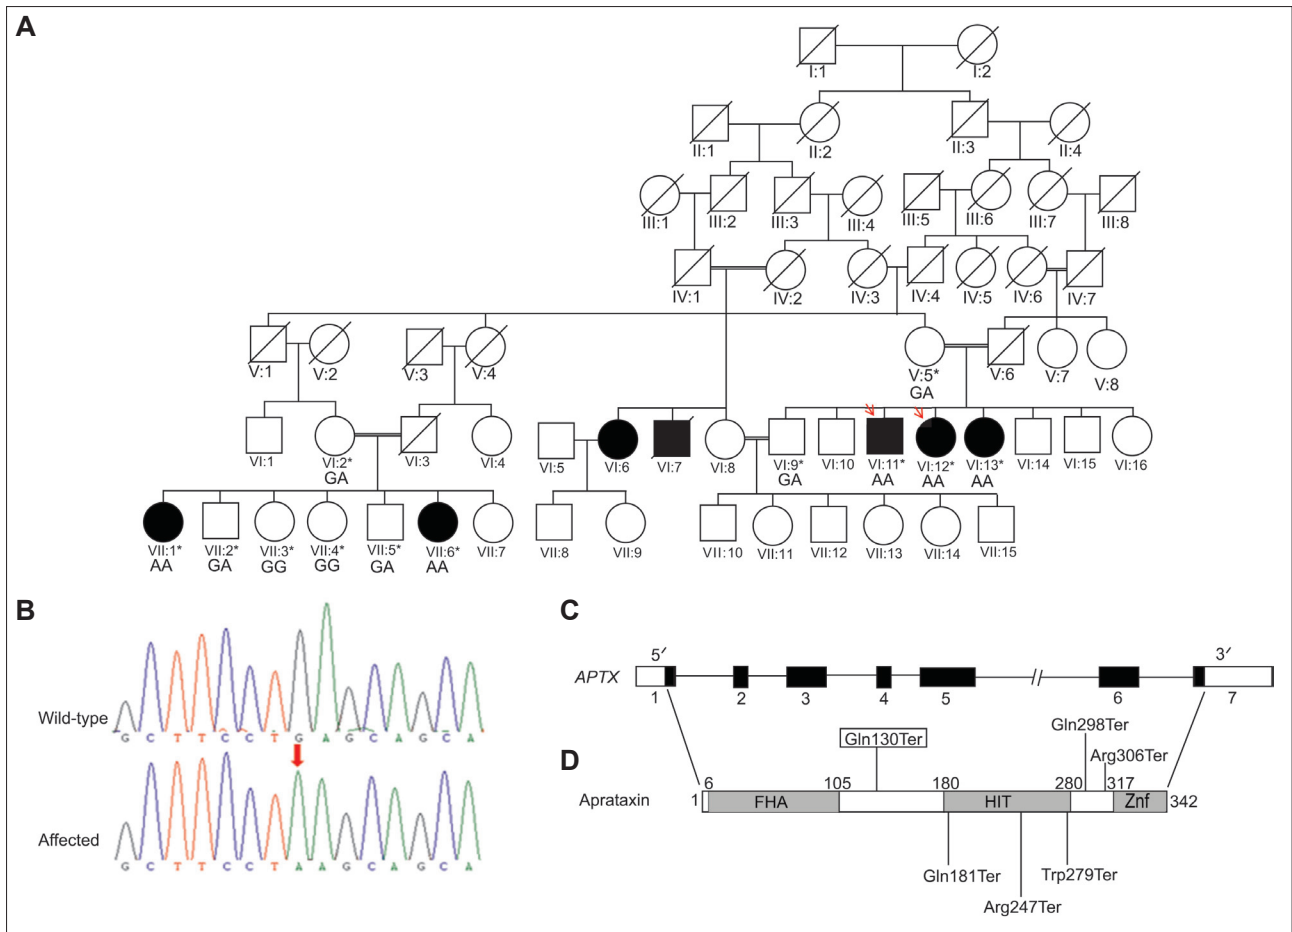 A
I:1 I:2
II:1 II:2 II:3 II:4
III:1 III:2 III:3 III:4 III:5 III:6 III:7 III:8
IV:1 IV:2 IV:3 IV:4 IV:5 IV:6 IV:7
V:1 V:2 V:3 V:4 V:5* V:6 V:7 V:8
GA
VI:1 VI:2* VI:3 VI:4 VI:5 VI:6 VI:7 VI:8 VI:9* VI:10 VI:11* VI:12* VI:13* VI:14 VI:15 VI:16
GA GA AA AA AA
VII:1* VII:2* VII:3* VII:4* VII:5* VII:6* VII:7 VII:8 VII:9 VII:10 VII:11 VII:12 VII:13 VII:14 VII:15
AA GA GG GG GA AA
B
Wild-type
G C T T C C T G A G C A G C A
Affected
G C T T C C T A A G C A G C A
C
5′ 3′
APTX
1 2 3 4 5 6 7
D
Gln130Ter Gln298Ter Arg306Ter
6 105 180 280 317
Aprataxin 1 FHA HIT Znf 342
Gln181Ter Trp279Ter
Arg247Ter